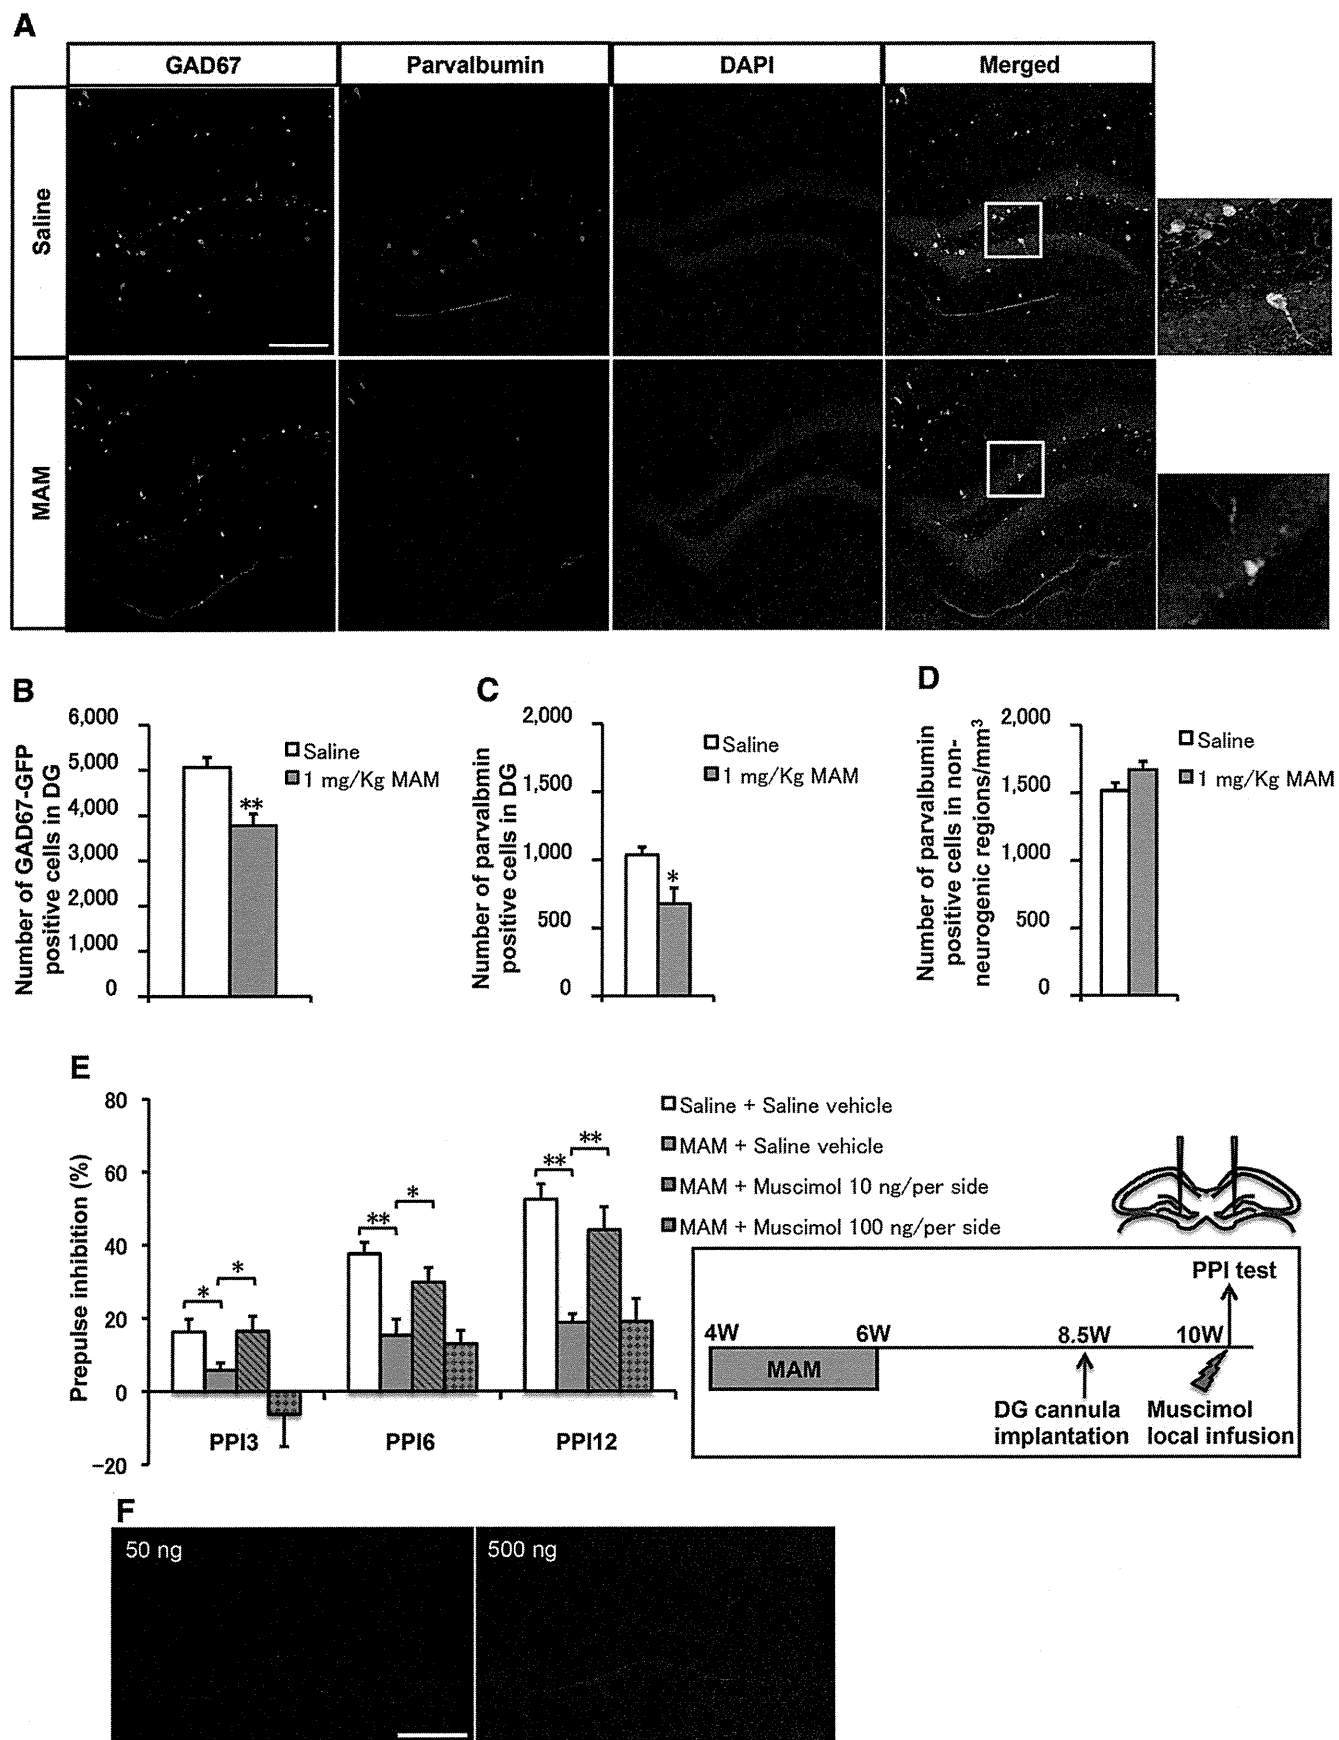 A
GAD67 Parvalbumin DAPI Merged
Saline
MAM
B
Number of GAD67-GFP
positive cells in DG
6,000
5,000
4,000
3,000
2,000
1,000
0
**
Saline
1 mg/Kg MAM
C
Number of parvalbmin
positive cells in DG
2,000
1,500
1,000
500
0
*
Saline
1 mg/Kg MAM
D
Number of parvalbumin
positive cells in non-
neurogenic regions/mm³
2,000
1,500
1,000
500
0
Saline
1 mg/Kg MAM
E
Prepulse inhibition (%)
80
60
40
20
0
−20
* *
** *
** **
PPI3 PPI6 PPI12
Saline + Saline vehicle
MAM + Saline vehicle
MAM + Muscimol 10 ng/per side
MAM + Muscimol 100 ng/per side
PPI test
4W 6W 8.5W 10W
MAM
DG cannula
implantation
Muscimol
local infusion
F
50 ng 500 ng